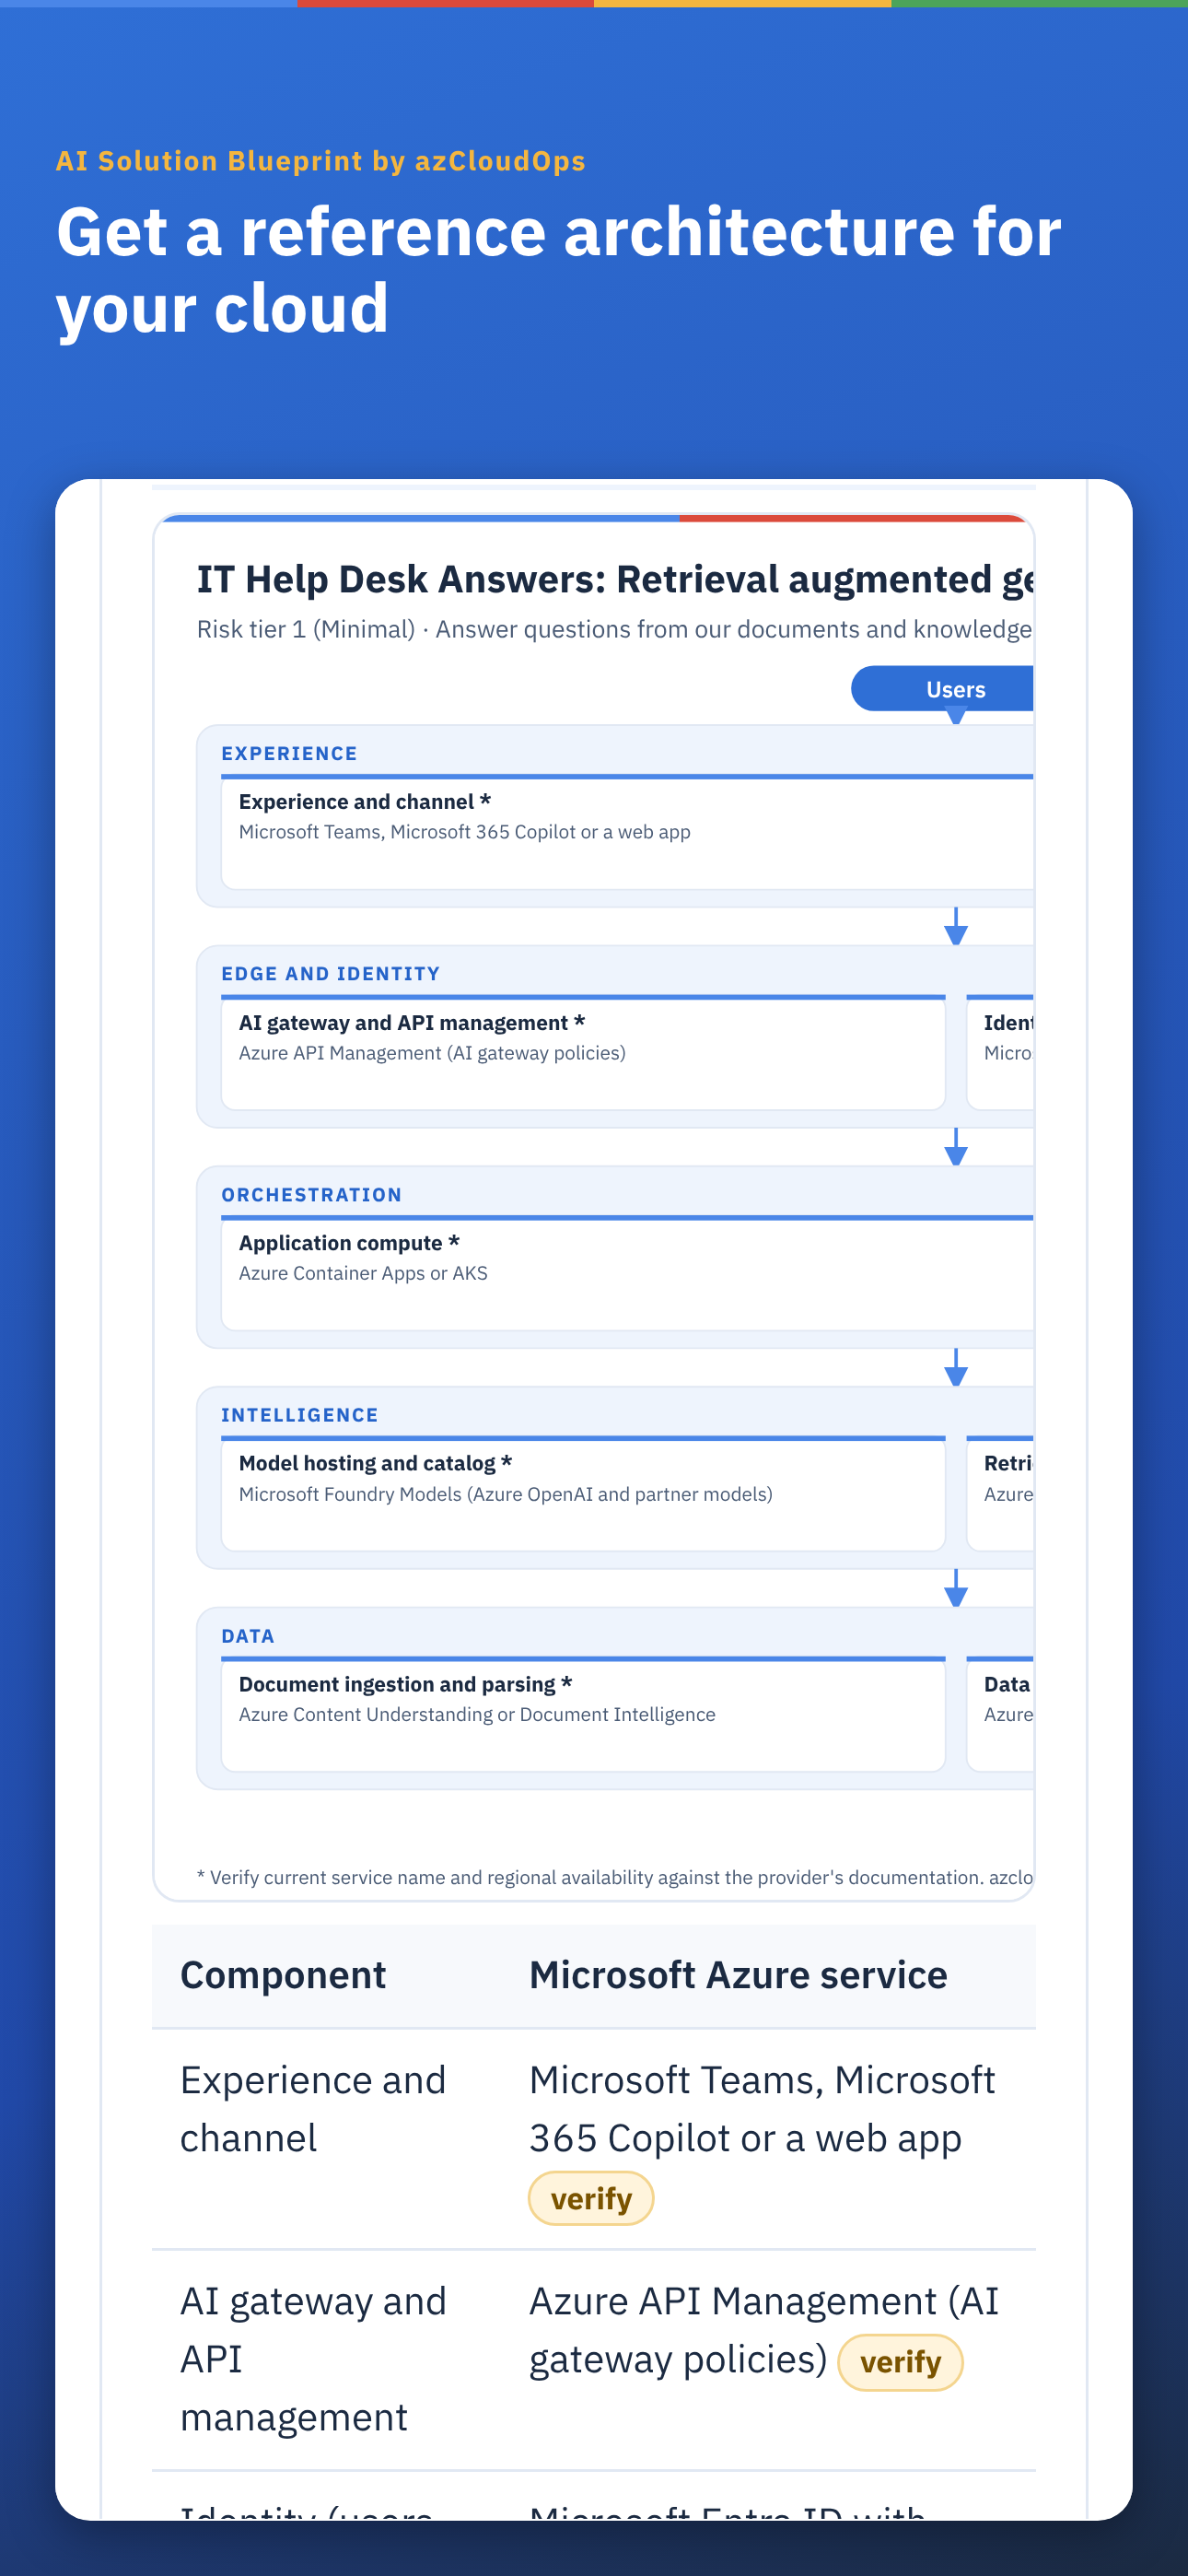 AI Solution Blueprint by azCloudOps
Get a reference architecture for
your cloud
IT Help Desk Answers: Retrieval augmented
Risk tier 1 (Minimal) · Answer questions from our documents and knowledge
Users
EXPERIENCE
Experience and channel *
Microsoft Teams, Microsoft 365 Copilot or a web app
EDGE AND IDENTITY
AI gateway and API management *
Azure API Management (AI gateway policies)
ORCHESTRATION
Application compute *
Azure Container Apps or AKS
INTELLIGENCE
Model hosting and catalog *
Microsoft Foundry Models (Azure OpenAI and partner models)
Azure
DATA
Document ingestion and parsing *
Azure Content Understanding or Document Intelligence
Data
Azure
* Verify current service name and regional availability against the provider's documentation.
Component
Microsoft Azure service
Experience and
channel
Microsoft Teams, Microsoft
365 Copilot or a web app
verify
AI gateway and
API
management
Azure API Management (AI
gateway policies) verify